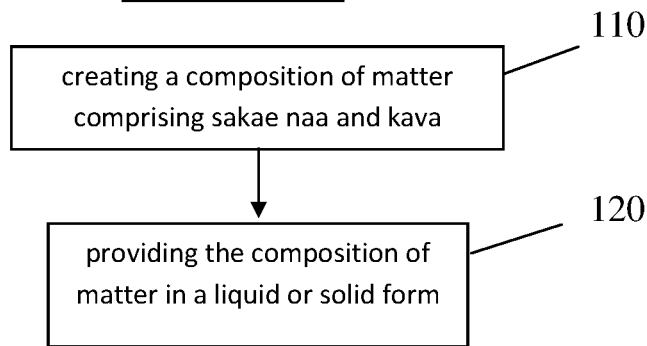 110
creating a composition of matter
comprising sakae naa and kava
120
providing the composition of
matter in a liquid or solid form